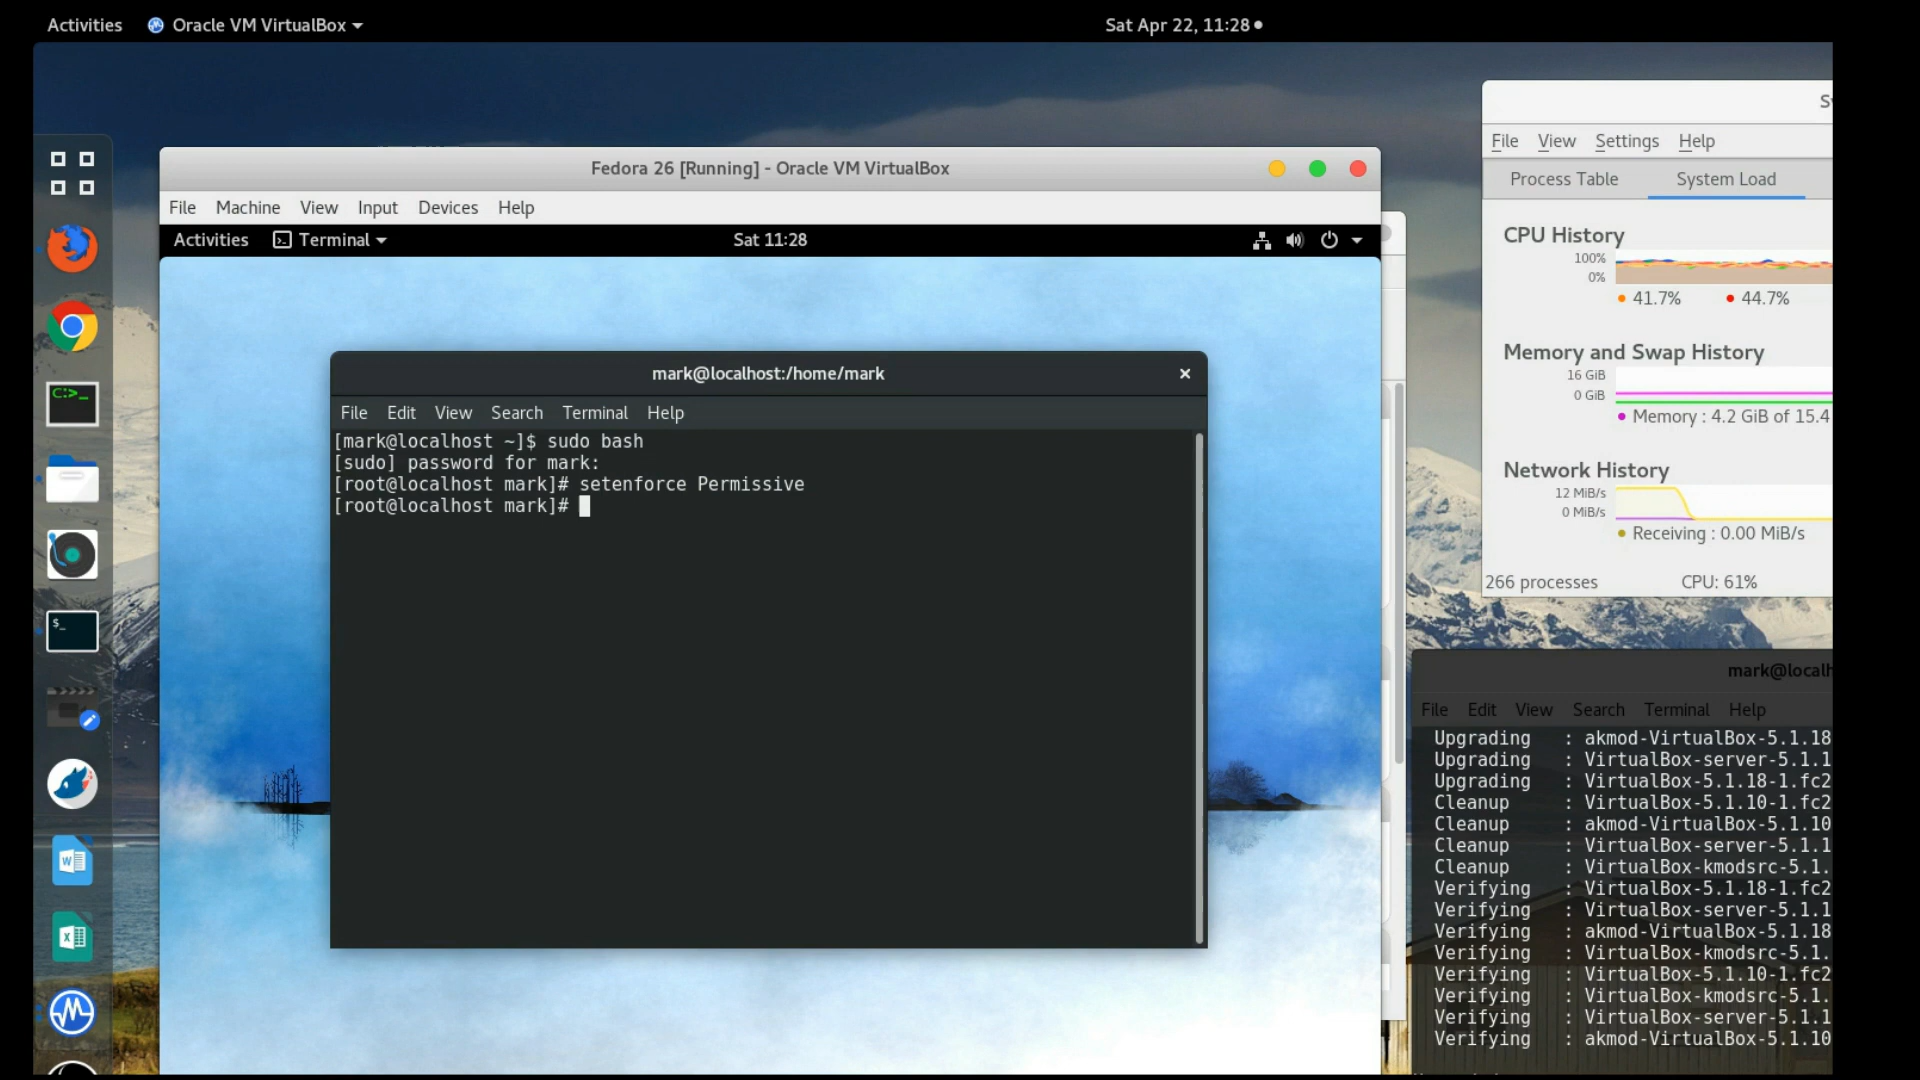 Activities Oracle VM VirtualBox Sat Apr 22, 11:28
Fedora 26 [Running] - Oracle VM VirtualBox
File Machine View Input Devices Help
Activities Terminal Sat 11:28
mark@localhost:/home/mark
File Edit View Search Terminal Help
[mark@localhost ~]$ sudo bash
[sudo] password for mark:
[root@localhost mark]# setenforce Permissive
[root@localhost mark]#
C:>_
$_
W
X
File View Settings Help
Process Table System Load
CPU History
100%
0%
41.7% 44.7%
Memory and Swap History
16 GiB
0 GiB
Memory : 4.2 GiB of 15.4
Network History
12 MiB/s
0 MiB/s
Receiving : 0.00 MiB/s
266 processes CPU: 61%
mark@localh
File Edit View Search Terminal Help
Upgrading : akmod-VirtualBox-5.1.18
Upgrading : VirtualBox-server-5.1.1
Upgrading : VirtualBox-5.1.18-1.fc2
Cleanup : VirtualBox-5.1.10-1.fc2
Cleanup : akmod-VirtualBox-5.1.10
Cleanup : VirtualBox-server-5.1.1
Cleanup : VirtualBox-kmodsrc-5.1.
Verifying : VirtualBox-5.1.18-1.fc2
Verifying : VirtualBox-server-5.1.1
Verifying : akmod-VirtualBox-5.1.18
Verifying : VirtualBox-kmodsrc-5.1.
Verifying : VirtualBox-5.1.10-1.fc2
Verifying : VirtualBox-kmodsrc-5.1.
Verifying : VirtualBox-server-5.1.1
Verifying : akmod-VirtualBox-5.1.10